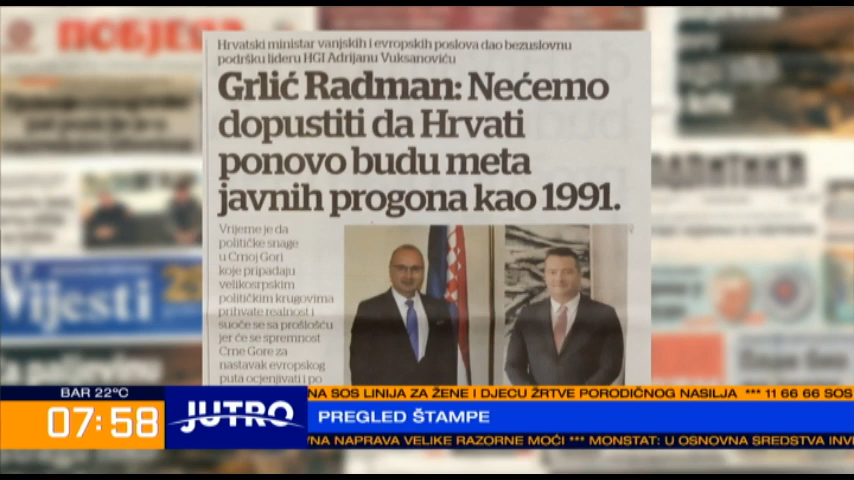 ПОБЈЕДА
Hrvatski ministar vanjskih i evropskih poslova dao bezuslovnu
podršku lideru HGI Adrijanu Vuksanoviću
Grlić Radman: Nećemo
dopustiti da Hrvati
ponovo budu meta
javnih progona kao 1991.
Vrijeme je da
političke snage
u Crnoj Gori
koje pripadaju
velikosrpskim
političkim krugovima
prihvate realnost i
suoče se sa prošlošću
jer će se spremnost
Crne Gore za
nastavak evropskog
puta ocjenjivati i po
Vijesti
BAR 22°C
07:58
JUTRO
NA SOS LINIJA ZA ŽENE I DJECU ŽRTVE PORODIČNOG NASILJA *** 11 66 66 SOS
PREGLED ŠTAMPE
VNA NAPRAVA VELIKE RAZORNE MOĆI *** MONSTAT: U OSNOVNA SREDSTVA INV